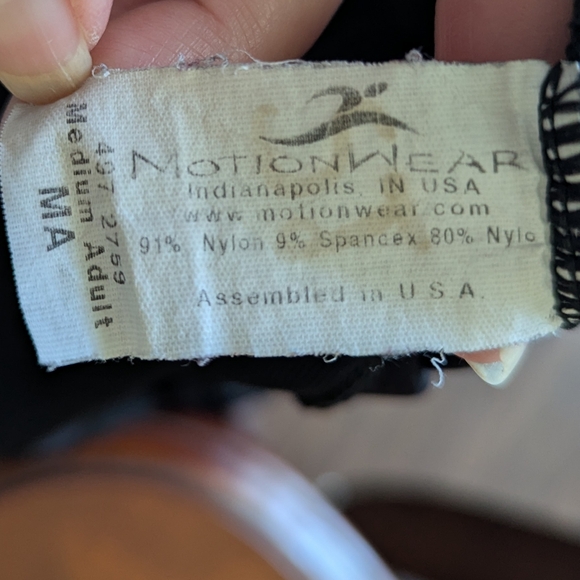 MOTIONWEAR
Indianapolis, IN USA
www.motionwear.com
91% Nylon 9% Spandex 80% Nylo
Assembled in U.S.A.
MA
Medium Adult
497 2759